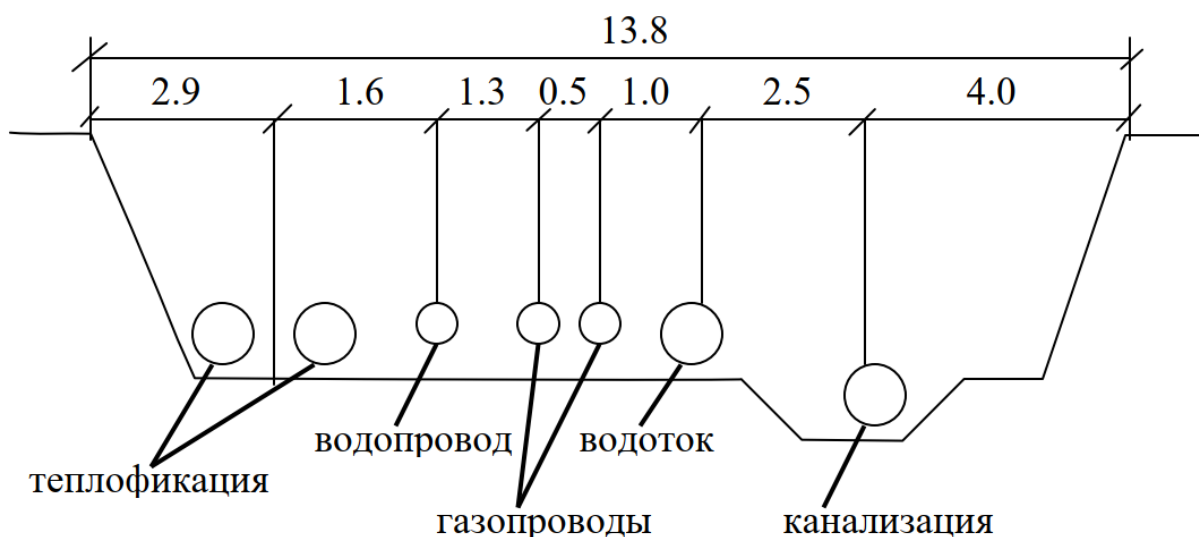 13.8
2.9 1.6 1.3 0.5 1.0 2.5 4.0
водопровод водоток
теплофикация
газопроводы канализация